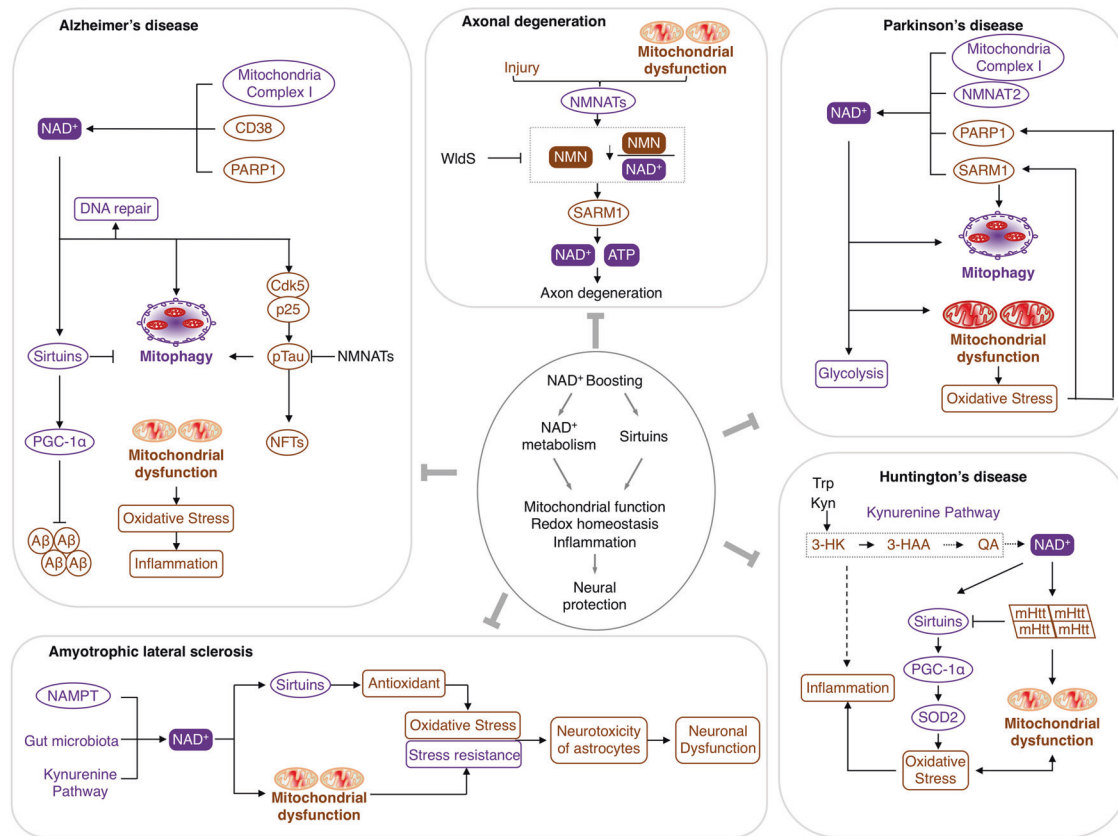 Alzheimer's disease
Mitochondria
Complex I
NAD⁺
CD38
PARP1
DNA repair
Cdk5
p25
Sirtuins
Mitophagy
pTau
NMNATs
PGC-1α
NFTs
Mitochondrial
dysfunction
Oxidative Stress
Inflammation
Aβ Aβ
Aβ Aβ
Axonal degeneration
Injury
Mitochondrial
dysfunction
NMNATs
WldS
NMN
NMN
NAD⁺
SARM1
NAD⁺ ATP
Axon degeneration
Parkinson's disease
Mitochondria
Complex I
NMNAT2
NAD⁺
PARP1
SARM1
Mitophagy
Mitochondrial
dysfunction
Glycolysis
Oxidative Stress
NAD⁺ Boosting
NAD⁺
metabolism
Sirtuins
Mitochondrial function
Redox homeostasis
Inflammation
Neural
protection
Huntington's disease
Trp
Kyn
Kynurenine Pathway
3-HK 3-HAA QA NAD⁺
Sirtuins
mHtt mHtt
mHtt mHtt
PGC-1α
Inflammation
SOD2
Mitochondrial
dysfunction
Oxidative
Stress
Amyotrophic lateral sclerosis
NAMPT
Gut microbiota
Kynurenine
Pathway
NAD⁺
Sirtuins
Antioxidant
Oxidative Stress
Stress resistance
Mitochondrial
dysfunction
Neurotoxicity
of astrocytes
Neuronal
Dysfunction